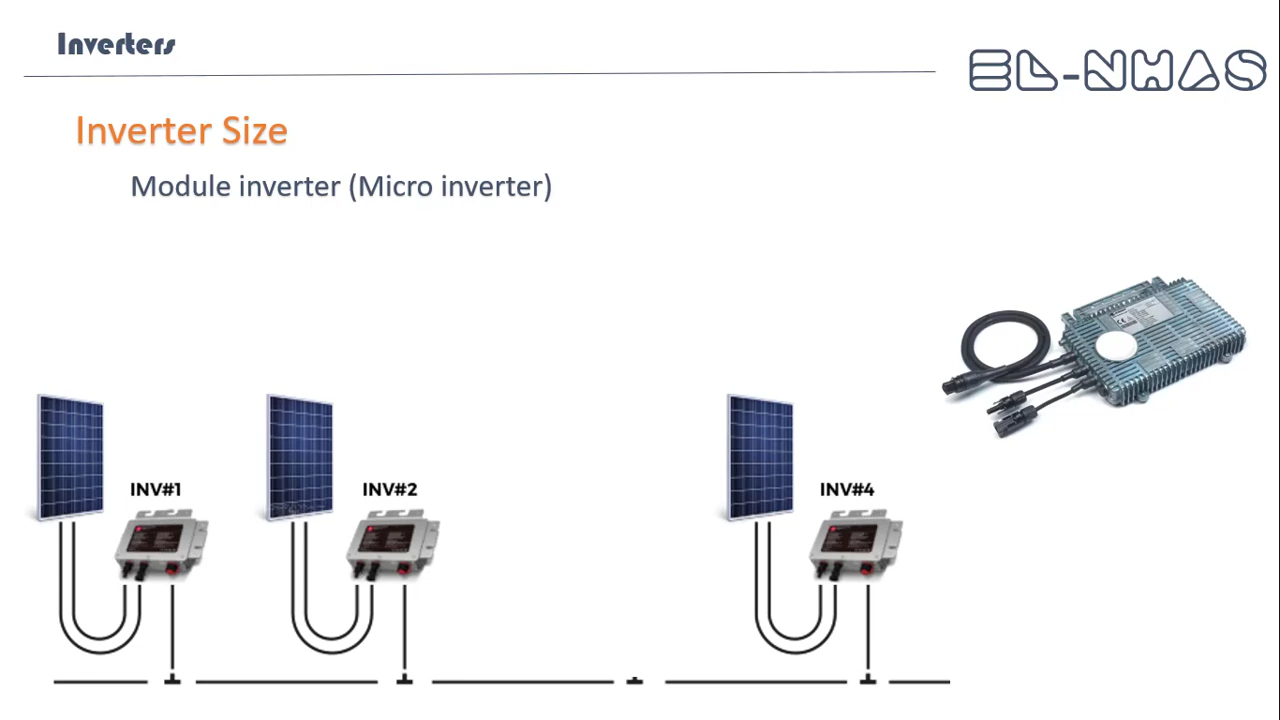 Inverters
EL-NHAS
Inverter Size
Module inverter (Micro inverter)
INV#1
INV#2
INV#4